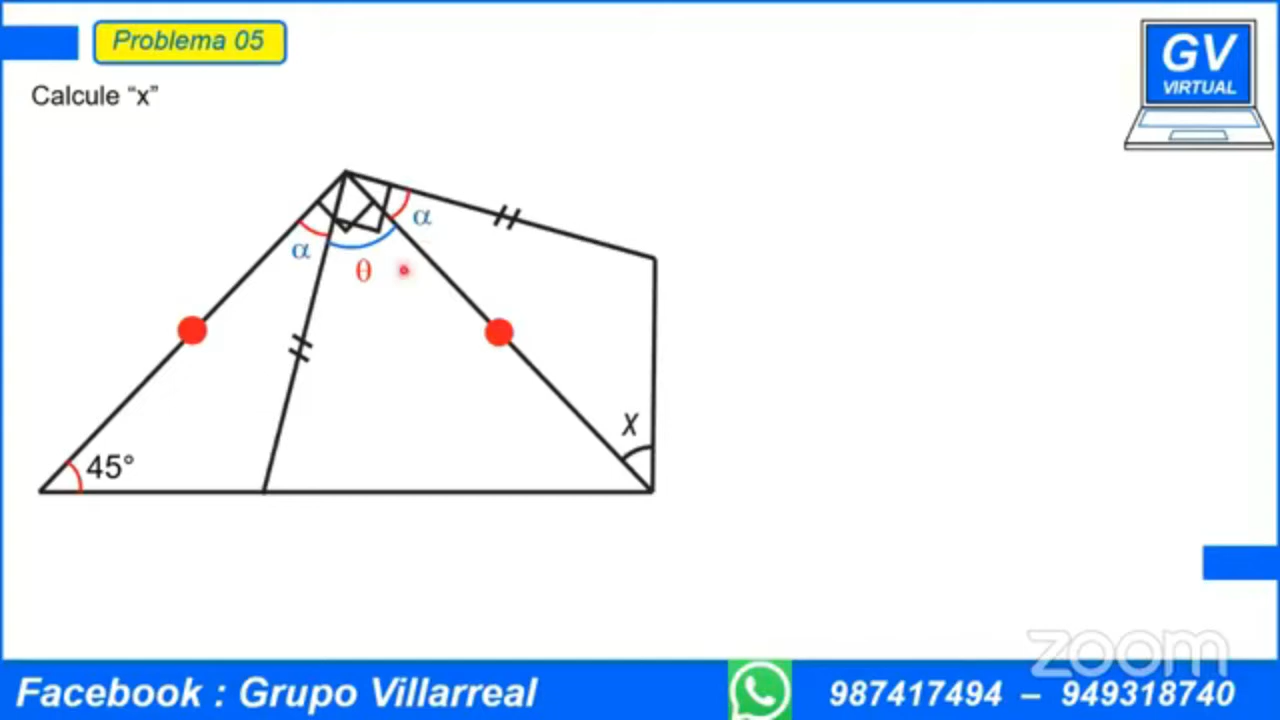 Problema 05
GV
VIRTUAL
Calcule “x”
α
α
θ
x
45°
zoom
Facebook : Grupo Villarreal
987417494 – 949318740